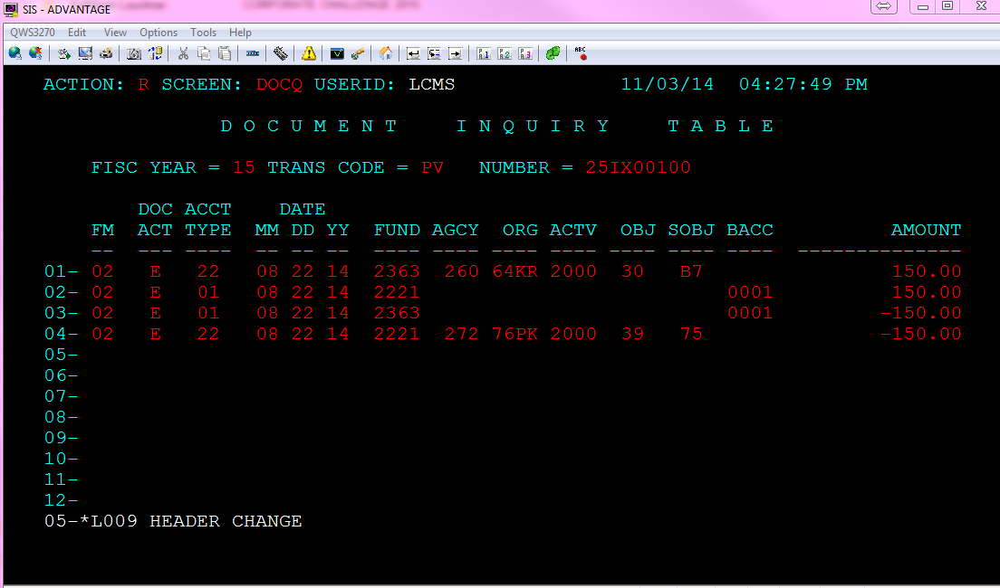 SIS - ADVANTAGE
QWS3270 Edit View Options Tools Help
ABC
ACTION: R SCREEN: DOCQ USERID: LCMS 11/03/14 04:27:49 PM
D O C U M E N T I N Q U I R Y T A B L E
FISC YEAR = 15 TRANS CODE = PV NUMBER = 25IX00100
DOC ACCT DATE
FM ACT TYPE MM DD YY FUND AGCY ORG ACTV OBJ SOBJ BACC AMOUNT
-- --- ---- -- -- -- ---- ---- ---- ---- ---- ---- ---- --------------
01- 02 E 22 08 22 14 2363 260 64KR 2000 30 B7 150.00
02- 02 E 01 08 22 14 2221 0001 150.00
03- 02 E 01 08 22 14 2363 0001 -150.00
04- 02 E 22 08 22 14 2221 272 76PK 2000 39 75 -150.00
05-
06-
07-
08-
09-
10-
11-
12-
05-*L009 HEADER CHANGE